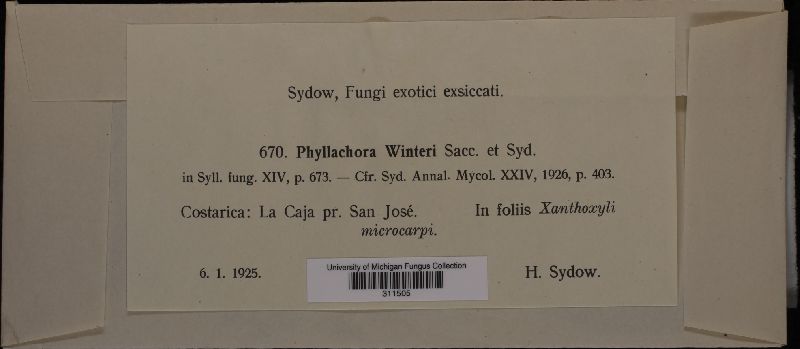 Sydow, Fungi exotici exsiccati.
670. Phyllachora Winteri Sacc. et Syd.
in Syll. fung. XIV, p. 673. — Cfr. Syd. Annal. Mycol. XXIV, 1926, p. 403.
Costarica: La Caja pr. San José. In foliis Xanthoxyli
microcarpi.
6. 1. 1925. H. Sydow.
University of Michigan Fungus Collection
311505